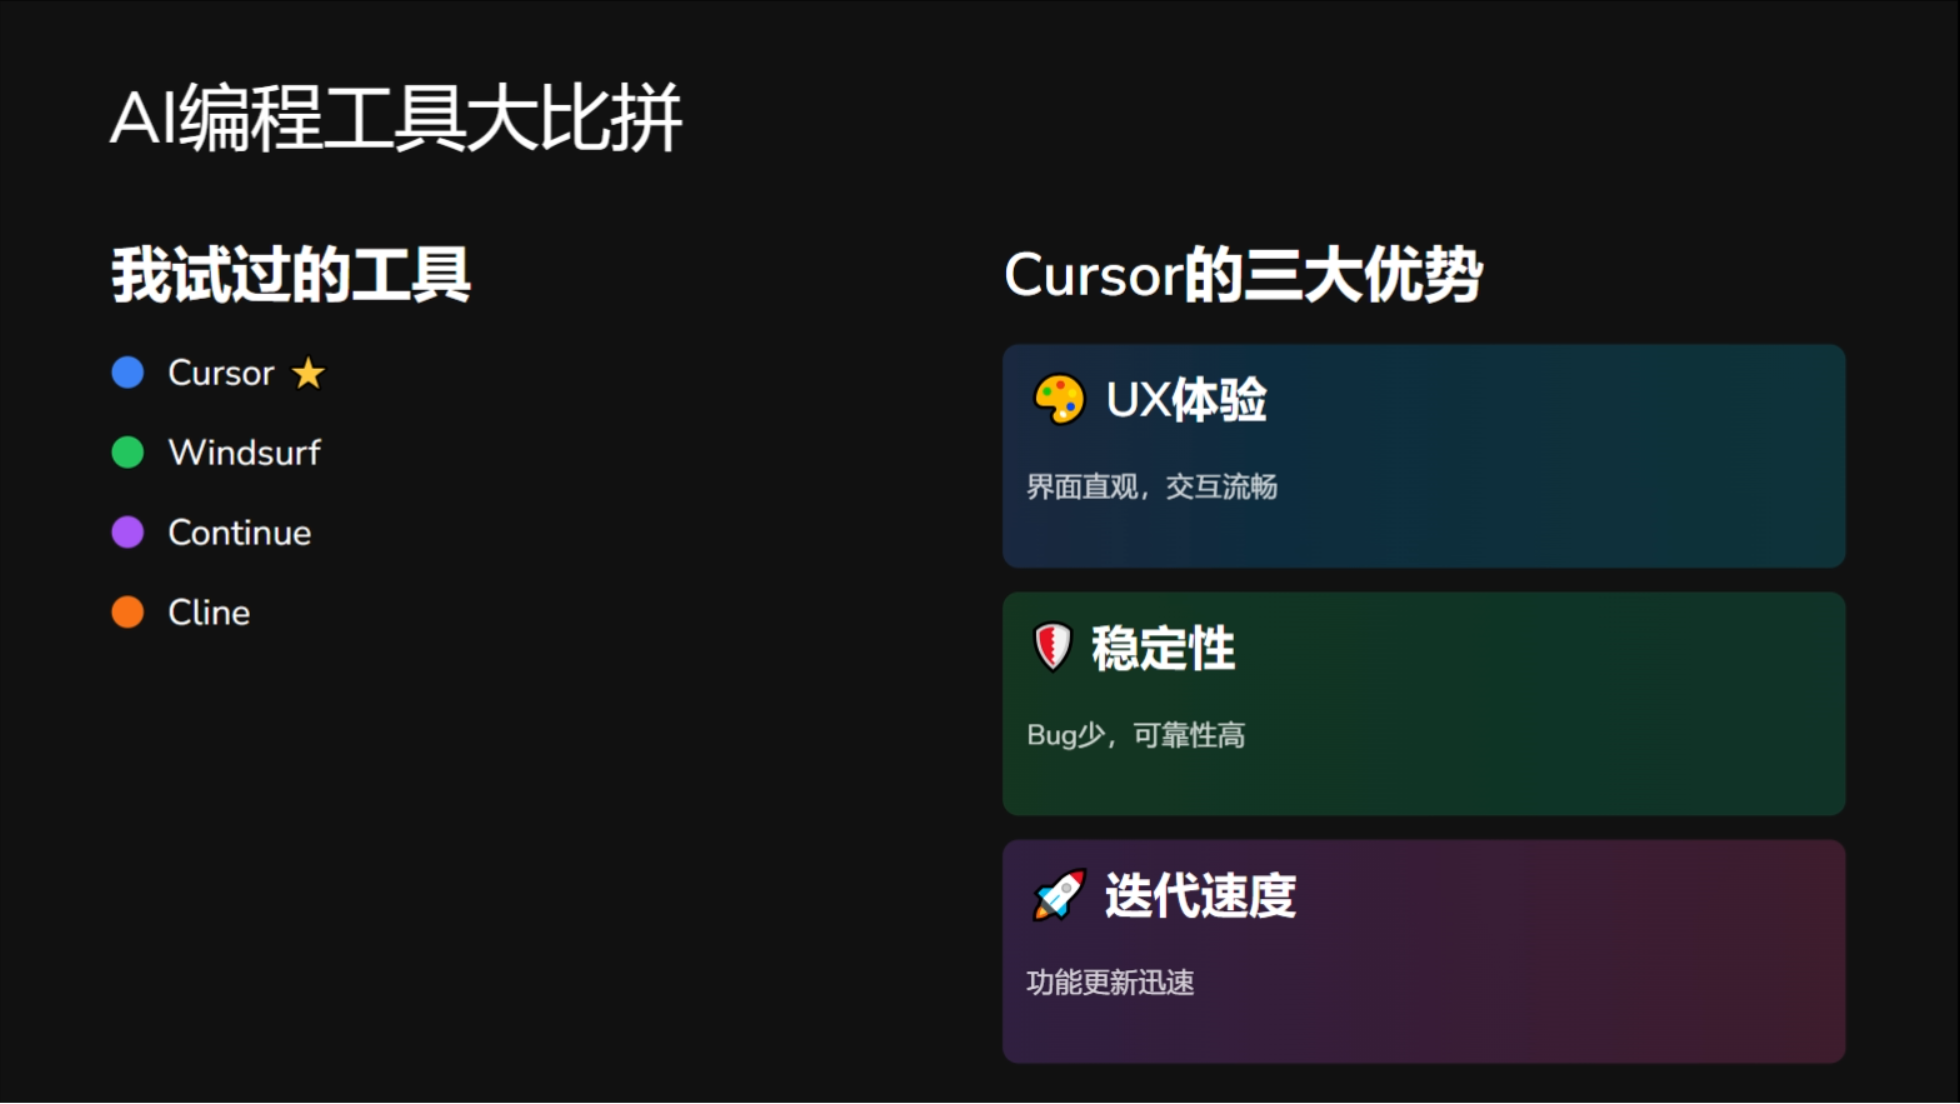 AI编程工具大比拼
我试过的工具
Cursor ⭐
Windsurf
Continue
Cline
Cursor的三大优势
🎨 UX体验
界面直观，交互流畅
🛡️ 稳定性
Bug少，可靠性高
🚀 迭代速度
功能更新迅速